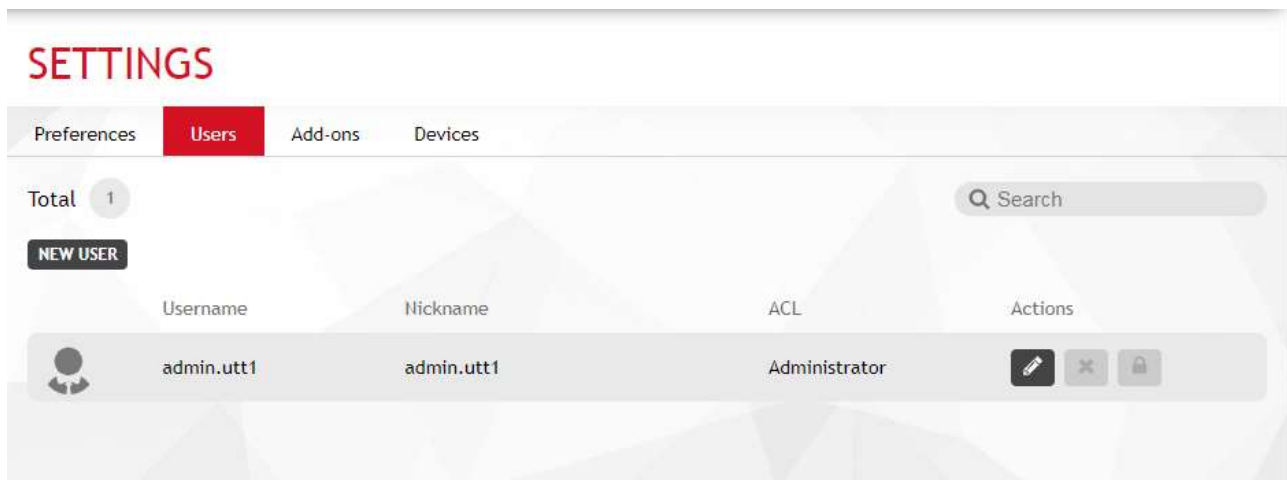 SETTINGS
Preferences Users Add-ons Devices
Total 1 Search
NEW USER
Username Nickname ACL Actions
admin.utt1 admin.utt1 Administrator